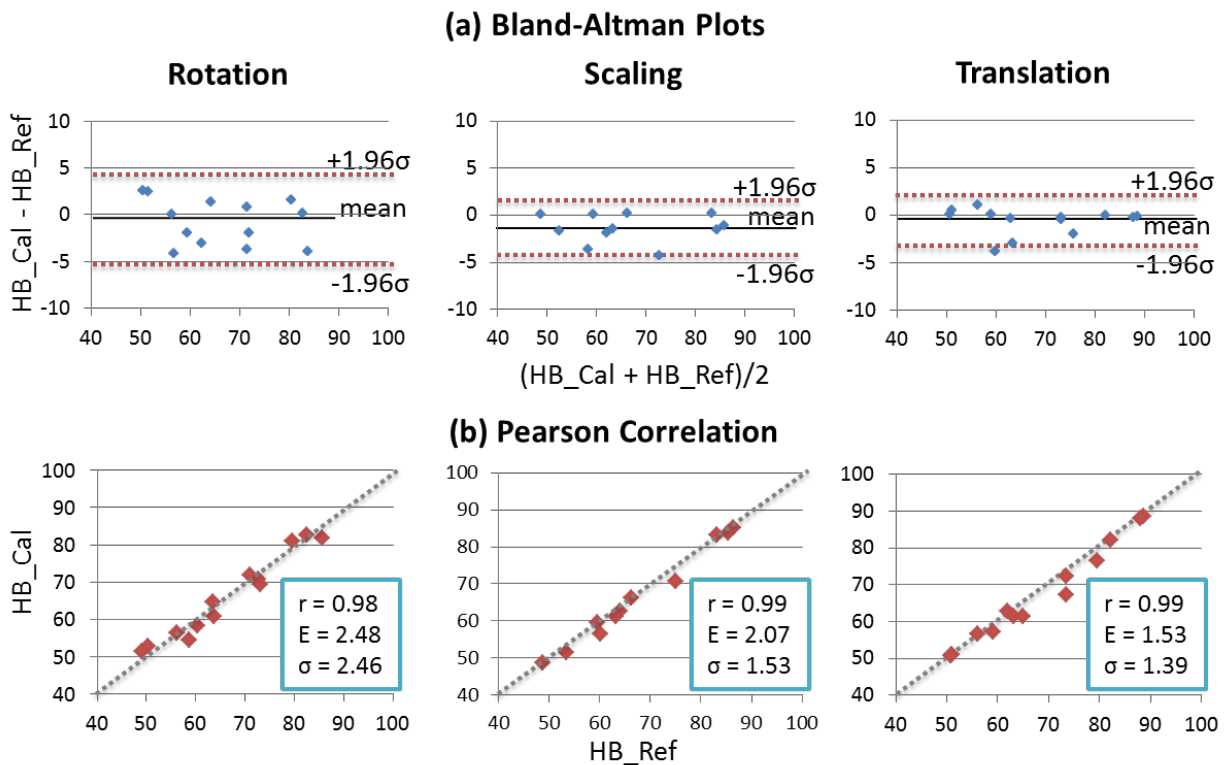 (a) Bland-Altman Plots
Rotation
Scaling
Translation
HB_Cal - HB_Ref
10
5
0
-5
-10
+1.96σ
mean
-1.96σ
40 50 60 70 80 90 100
10
5
0
-5
-10
+1.96σ
mean
-1.96σ
40 50 60 70 80 90 100
10
5
0
-5
-10
+1.96σ
mean
-1.96σ
40 50 60 70 80 90 100
(HB_Cal + HB_Ref)/2
(b) Pearson Correlation
HB_Cal
100
90
80
70
60
50
40
r = 0.98
E = 2.48
σ = 2.46
40 50 60 70 80 90 100
100
90
80
70
60
50
40
r = 0.99
E = 2.07
σ = 1.53
40 50 60 70 80 90 100
100
90
80
70
60
50
40
r = 0.99
E = 1.53
σ = 1.39
40 50 60 70 80 90 100
HB_Ref